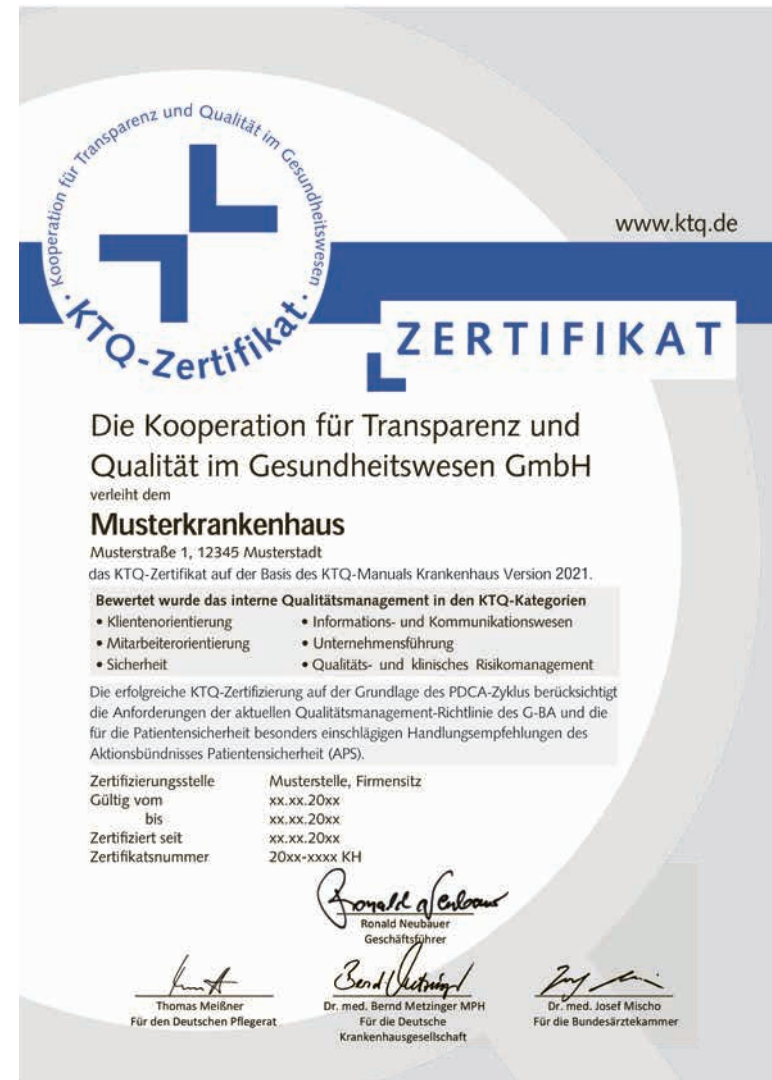 Kooperation für Transparenz und Qualität im Gesundheitswesen
· KTQ-Zertifikat ·
www.ktq.de
ZERTIFIKAT
Die Kooperation für Transparenz und
Qualität im Gesundheitswesen GmbH
verleiht dem
Musterkrankenhaus
Musterstraße 1, 12345 Musterstadt
das KTQ-Zertifikat auf der Basis des KTQ-Manuals Krankenhaus Version 2021.
Bewertet wurde das interne Qualitätsmanagement in den KTQ-Kategorien
• Klientenorientierung • Informations- und Kommunikationswesen
• Mitarbeiterorientierung • Unternehmensführung
• Sicherheit • Qualitäts- und klinisches Risikomanagement
Die erfolgreiche KTQ-Zertifizierung auf der Grundlage des PDCA-Zyklus berücksichtigt
die Anforderungen der aktuellen Qualitätsmanagement-Richtlinie des G-BA und die
für die Patientensicherheit besonders einschlägigen Handlungsempfehlungen des
Aktionsbündnisses Patientensicherheit (APS).
Zertifizierungsstelle Musterstelle, Firmensitz
Gültig vom xx.xx.20xx
bis xx.xx.20xx
Zertifiziert seit xx.xx.20xx
Zertifikatsnummer 20xx-xxxx KH
Ronald Neubauer
Ronald Neubauer
Geschäftsführer
Thomas Meißner
Für den Deutschen Pflegerat
Bernd Metzinger
Dr. med. Bernd Metzinger MPH
Für die Deutsche
Krankenhausgesellschaft
Dr. med. Josef Mischo
Für die Bundesärztekammer